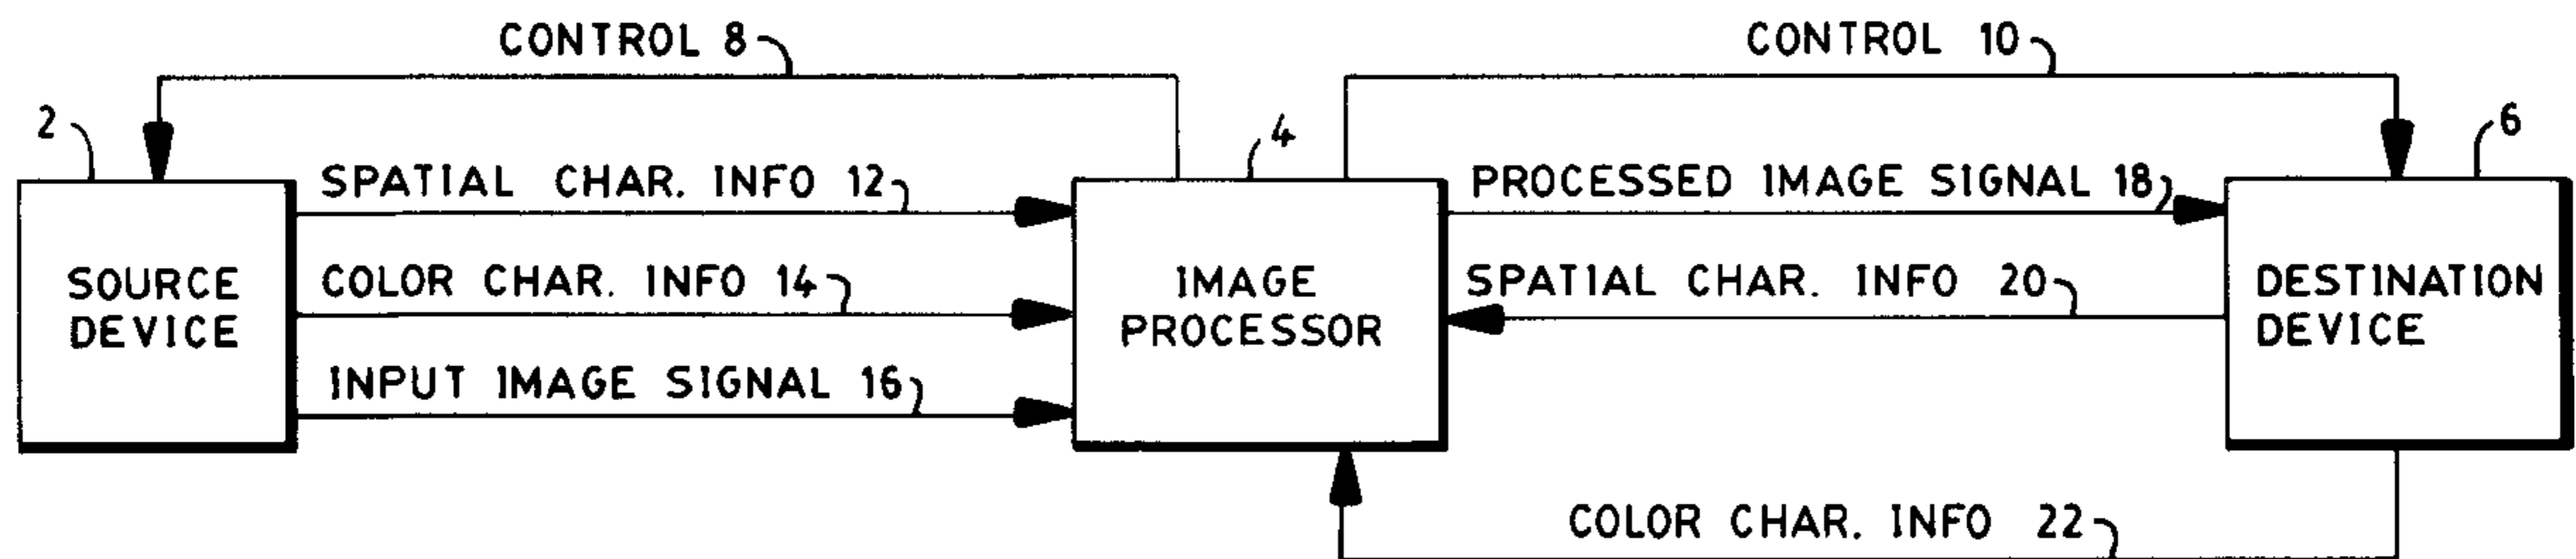 CONTROL 8
CONTROL 10
2
4
6
SPATIAL CHAR. INFO 12
PROCESSED IMAGE SIGNAL 18
SOURCE
DEVICE
COLOR CHAR. INFO 14
IMAGE
PROCESSOR
SPATIAL CHAR. INFO 20
DESTINATION
DEVICE
INPUT IMAGE SIGNAL 16
COLOR CHAR. INFO 22